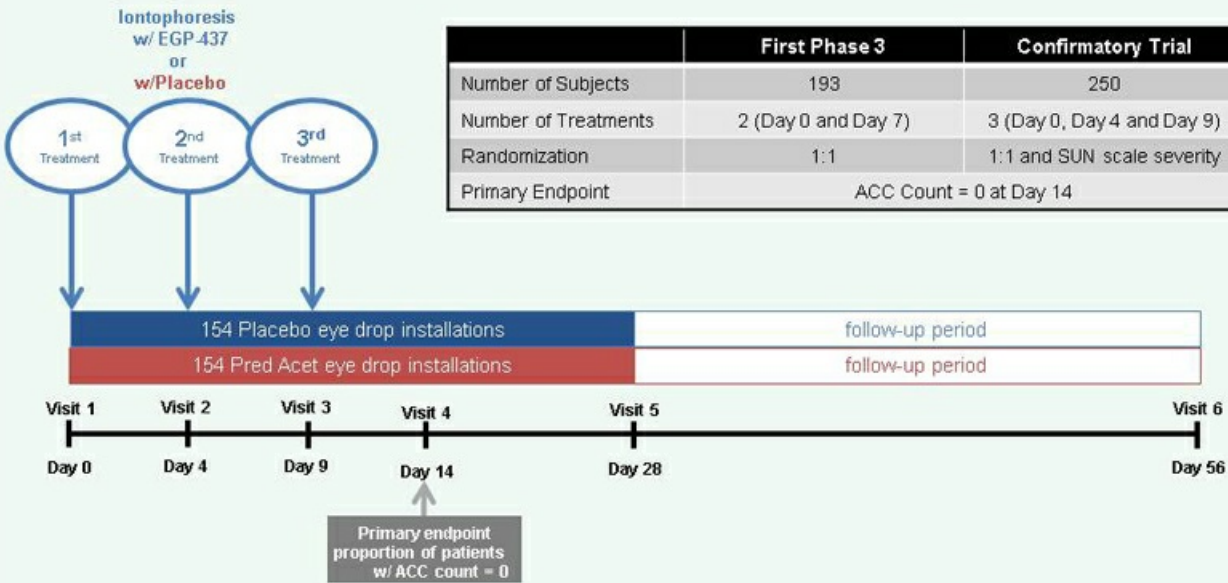 Iontophoresis
w/ EGP-437
or
w/Placebo
1st
Treatment
2nd
Treatment
3rd
Treatment
First Phase 3 Confirmatory Trial
Number of Subjects 193 250
Number of Treatments 2 (Day 0 and Day 7) 3 (Day 0, Day 4 and Day 9)
Randomization 1:1 1:1 and SUN scale severity
Primary Endpoint ACC Count = 0 at Day 14
154 Placebo eye drop installations follow-up period
154 Pred Acet eye drop installations follow-up period
Visit 1 Visit 2 Visit 3 Visit 4 Visit 5 Visit 6
Day 0 Day 4 Day 9 Day 14 Day 28 Day 56
Primary endpoint
proportion of patients
w/ ACC count = 0